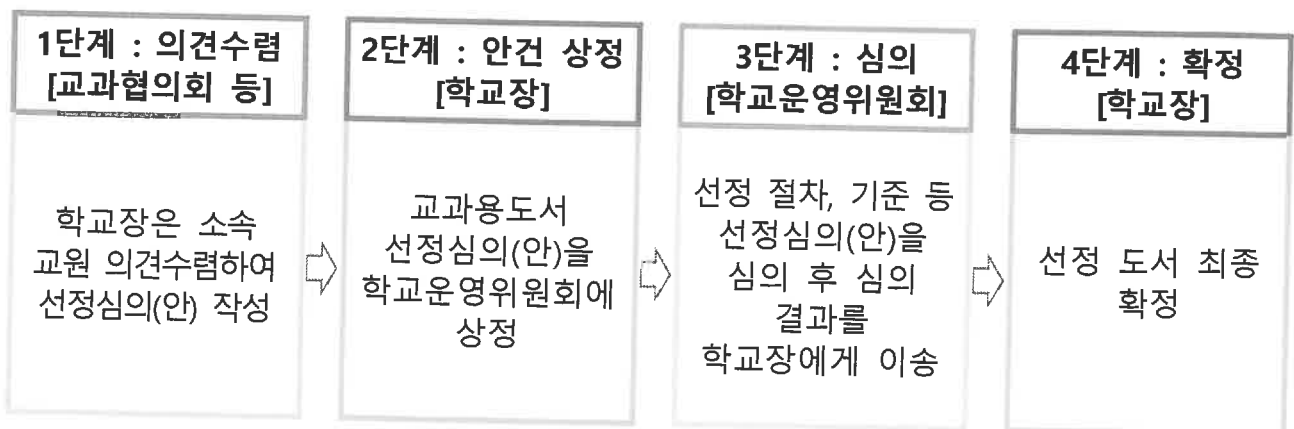 1단계 : 의견수렴
[교과협의회 등]
학교장은 소속
교원 의견수렴하여
선정심의(안) 작성
2단계 : 안건 상정
[학교장]
교과용도서
선정심의(안)을
학교운영위원회에
상정
3단계 : 심의
[학교운영위원회]
선정 절차, 기준 등
선정심의(안)을
심의 후 심의
결과를
학교장에게 이송
4단계 : 확정
[학교장]
선정 도서 최종
확정